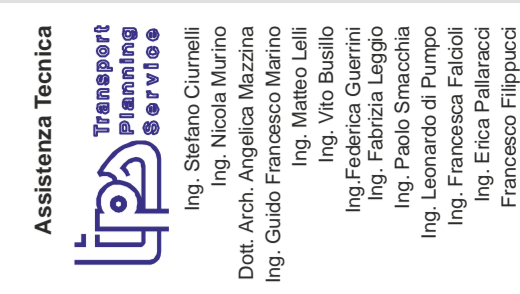 Assistenza Tecnica
tps
Transport
Planning
Service
Ing. Stefano Ciurnelli
Ing. Nicola Murino
Dott. Arch. Angelica Mazzina
Ing. Guido Francesco Marino
Ing. Matteo Lelli
Ing. Vito Busillo
Ing.Federica Guerrini
Ing. Fabrizia Leggio
Ing. Paolo Smacchia
Ing. Leonardo di Pumpo
Ing. Francesca Falcioli
Ing. Erica Pallaracci
Francesco Filippucci